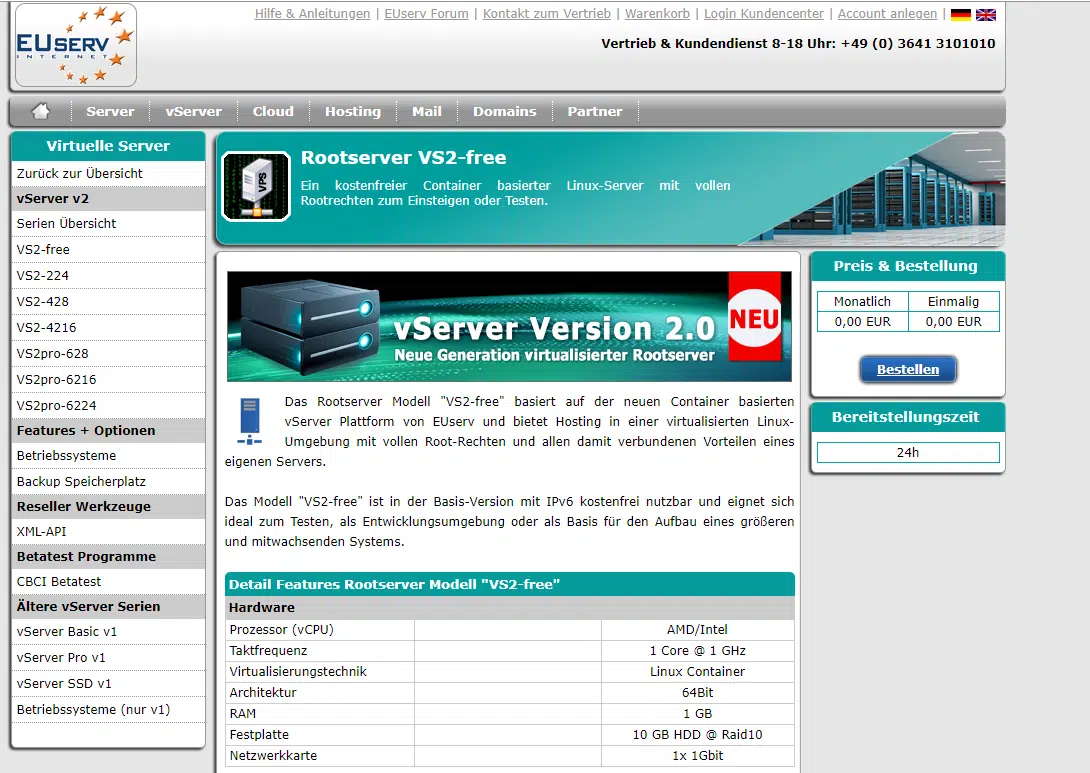 Hilfe & Anleitungen | EUserv Forum | Kontakt zum Vertrieb | Warenkorb | Login Kundencenter | Account anlegen |
EUSERV
INTERNET
Vertrieb & Kundendienst 8-18 Uhr: +49 (0) 3641 3101010
Server
vServer
Cloud
Hosting
Mail
Domains
Partner
Virtuelle Server
Zurück zur Übersicht
vServer v2
Serien Übersicht
VS2-free
VS2-224
VS2-428
VS2-4216
VS2pro-628
VS2pro-6216
VS2pro-6224
Features + Optionen
Betriebssysteme
Backup Speicherplatz
Reseller Werkzeuge
XML-API
Betatest Programme
CBCI Betatest
Ältere vServer Serien
vServer Basic v1
vServer Pro v1
vServer SSD v1
Betriebssysteme (nur v1)
VPS
Rootserver VS2-free
Ein kostenfreier Container basierter Linux-Server mit vollen
Rootrechten zum Einsteigen oder Testen.
vServer Version 2.0
Neue Generation virtualisierter Rootserver
NEU
Das Rootserver Modell "VS2-free" basiert auf der neuen Container basierten
vServer Plattform von EUserv und bietet Hosting in einer virtualisierten Linux-
Umgebung mit vollen Root-Rechten und allen damit verbundenen Vorteilen eines
eigenen Servers.
Das Modell "VS2-free" ist in der Basis-Version mit IPv6 kostenfrei nutzbar und eignet sich
ideal zum Testen, als Entwicklungsumgebung oder als Basis für den Aufbau eines größeren
und mitwachsenden Systems.
Detail Features Rootserver Modell "VS2-free"
Hardware
Prozessor (vCPU) AMD/Intel
Taktfrequenz 1 Core @ 1 GHz
Virtualisierungstechnik Linux Container
Architektur 64Bit
RAM 1 GB
Festplatte 10 GB HDD @ Raid10
Netzwerkkarte 1x 1Gbit
Preis & Bestellung
Monatlich Einmalig
0,00 EUR 0,00 EUR
Bestellen
Bereitstellungszeit
24h